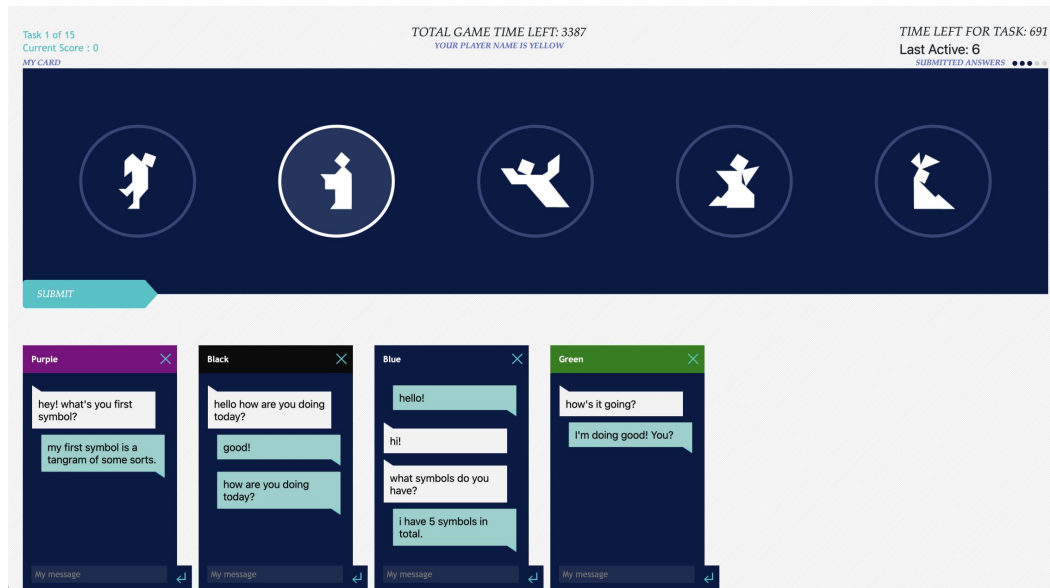 Task 1 of 15
Current Score : 0
MY CARD
TOTAL GAME TIME LEFT: 3387
YOUR PLAYER NAME IS YELLOW
TIME LEFT FOR TASK: 691
Last Active: 6
SUBMITTED ANSWERS
SUBMIT
Purple
hey! what's you first
symbol?
my first symbol is a
tangram of some sorts.
My message
Black
hello how are you doing
today?
good!
how are you doing
today?
My message
Blue
hello!
hi!
what symbols do you
have?
i have 5 symbols in
total.
My message
Green
how's it going?
I'm doing good! You?
My message